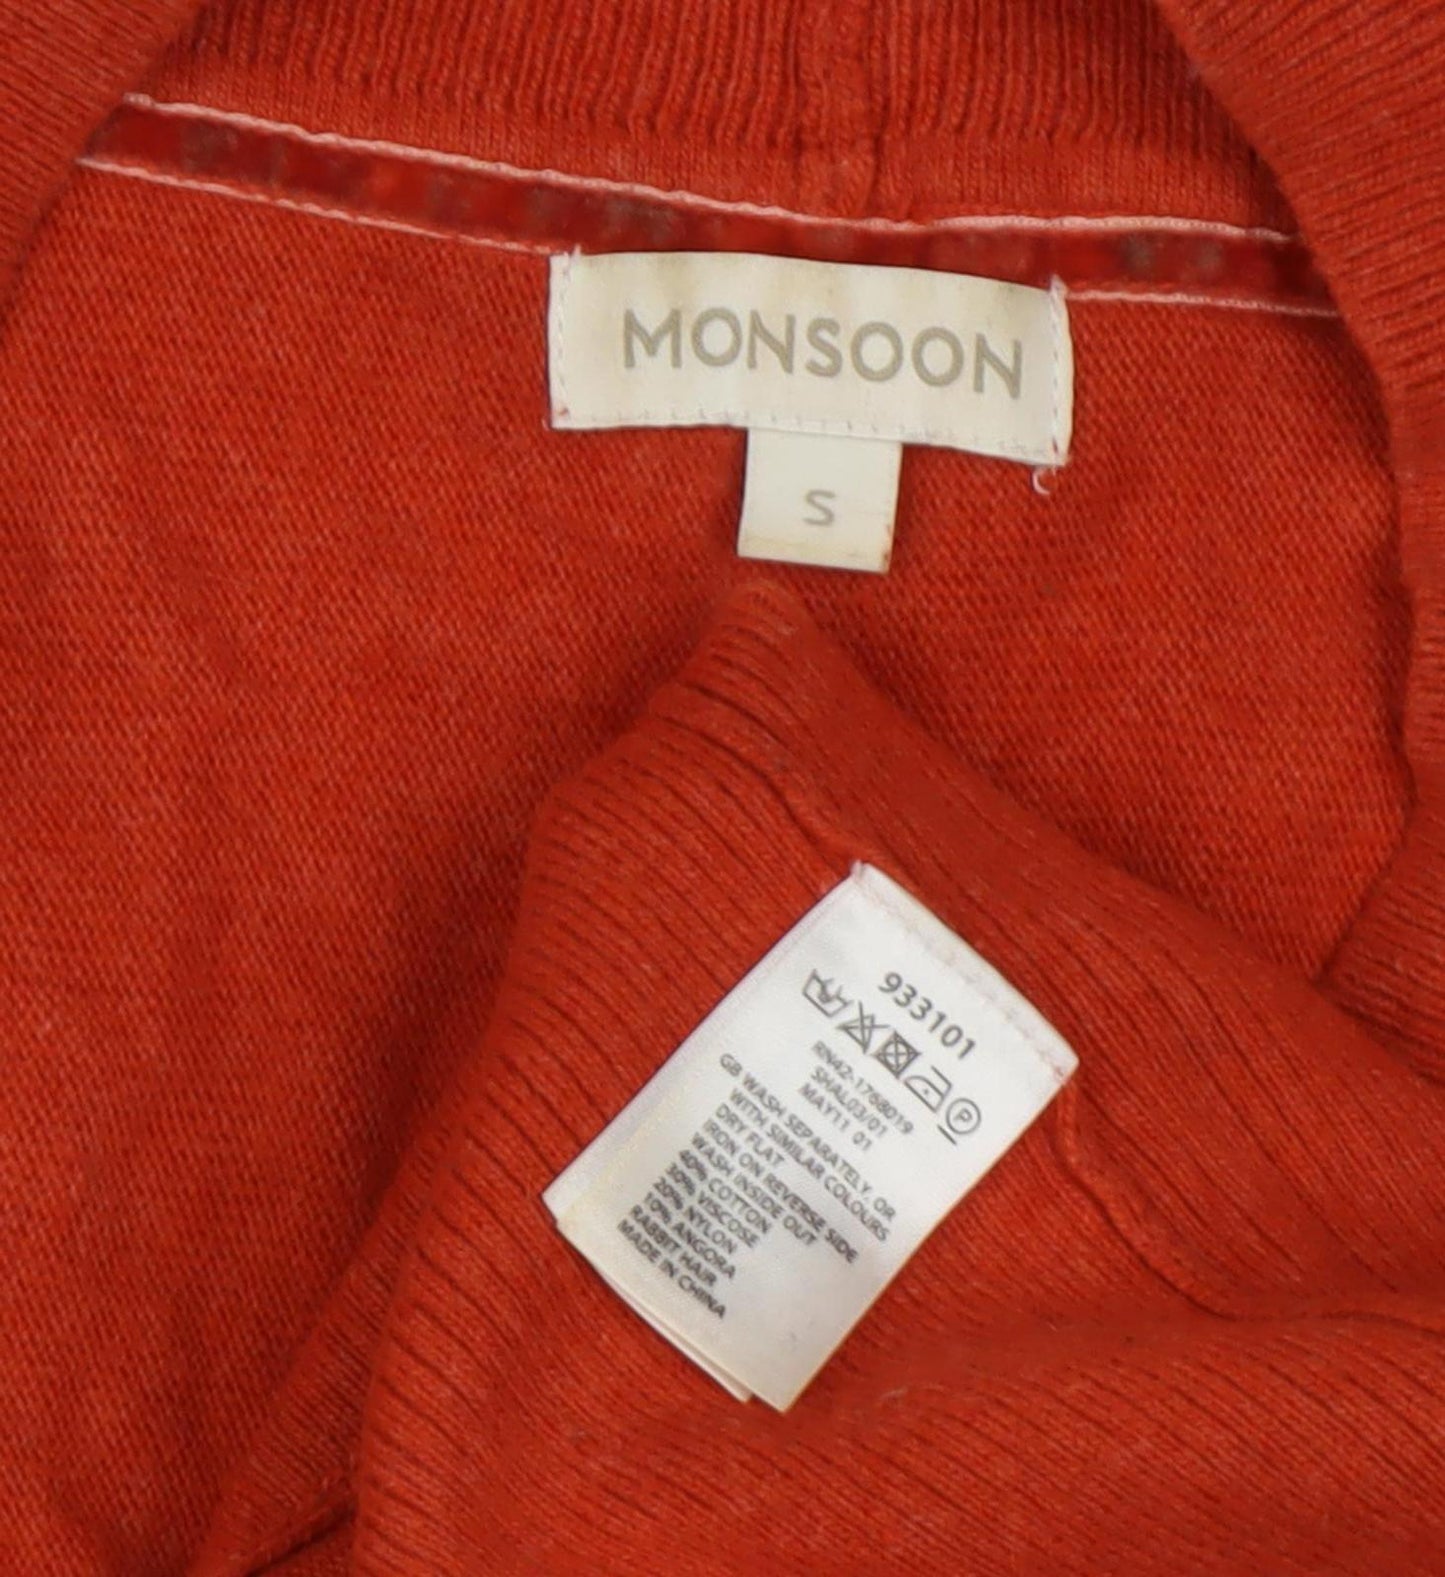 MONSOON
S
933101
P
RN42-1768019
SHAL03/01
MAY11 01
GB WASH SEPARATELY, OR
WITH SIMILAR COLOURS
DRY FLAT
IRON ON REVERSE SIDE
WASH INSIDE OUT
40% COTTON
30% VISCOSE
20% NYLON
10% ANGORA
RABBIT HAIR
MADE IN CHINA